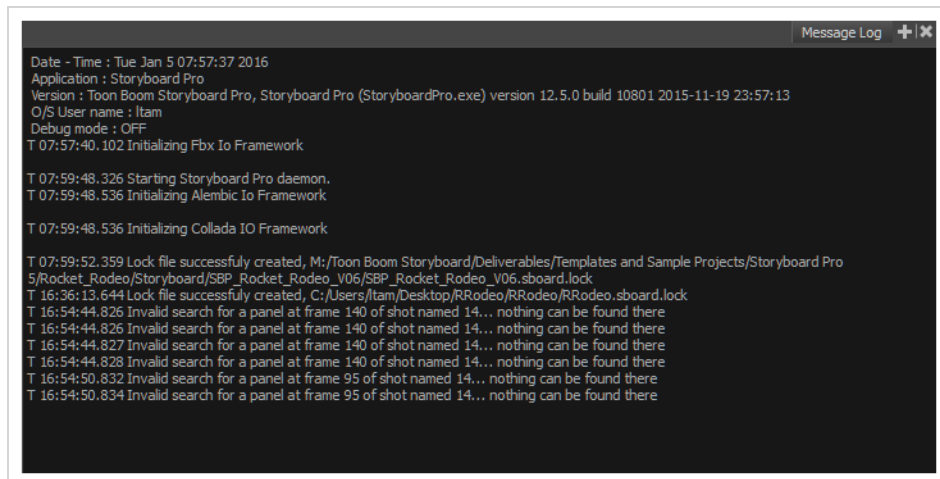 Message Log
Date - Time : Tue Jan 5 07:57:37 2016
Application : Storyboard Pro
Version : Toon Boom Storyboard Pro, Storyboard Pro (StoryboardPro.exe) version 12.5.0 build 10801 2015-11-19 23:57:13
O/S User name : ltam
Debug mode : OFF
T 07:57:40.102 Initializing Fbx Io Framework
T 07:59:48.326 Starting Storyboard Pro daemon.
T 07:59:48.536 Initializing Alembic Io Framework
T 07:59:48.536 Initializing Collada IO Framework
T 07:59:52.359 Lock file successfuly created, M:/Toon Boom Storyboard/Deliverables/Templates and Sample Projects/Storyboard Pro
5/Rocket_Rodeo/Storyboard/SBP_Rocket_Rodeo_V06/SBP_Rocket_Rodeo_V06.sboard.lock
T 16:36:13.644 Lock file successfuly created, C:/Users/ltam/Desktop/RRodeo/RRodeo/RRodeo.sboard.lock
T 16:54:44.826 Invalid search for a panel at frame 140 of shot named 14... nothing can be found there
T 16:54:44.826 Invalid search for a panel at frame 140 of shot named 14... nothing can be found there
T 16:54:44.827 Invalid search for a panel at frame 140 of shot named 14... nothing can be found there
T 16:54:44.828 Invalid search for a panel at frame 140 of shot named 14... nothing can be found there
T 16:54:50.832 Invalid search for a panel at frame 95 of shot named 14... nothing can be found there
T 16:54:50.834 Invalid search for a panel at frame 95 of shot named 14... nothing can be found there